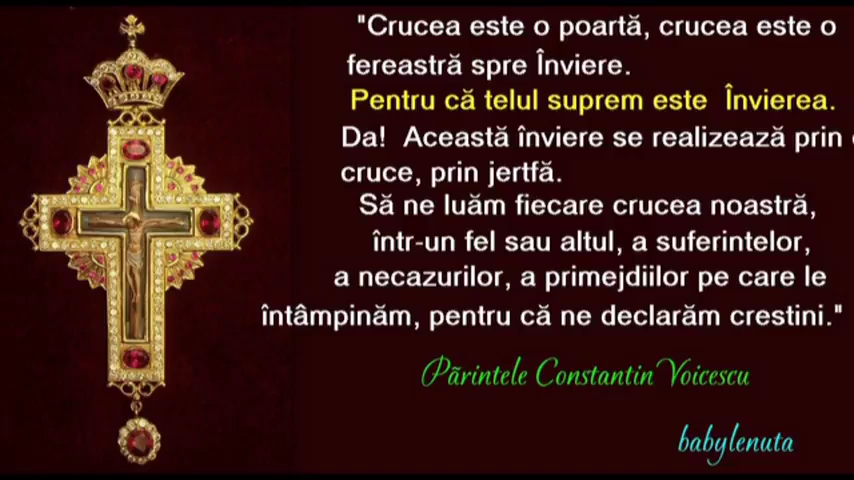 "Crucea este o poartă, crucea este o
fereastră spre Înviere.
Pentru că telul suprem este Învierea.
Da! Această înviere se realizează prin
cruce, prin jertfă.
Să ne luăm fiecare crucea noastră,
într-un fel sau altul, a suferintelor,
a necazurilor, a primejdiilor pe care le
întâmpinăm, pentru că ne declarăm crestini."
Părintele Constantin Voicescu
babylenuta